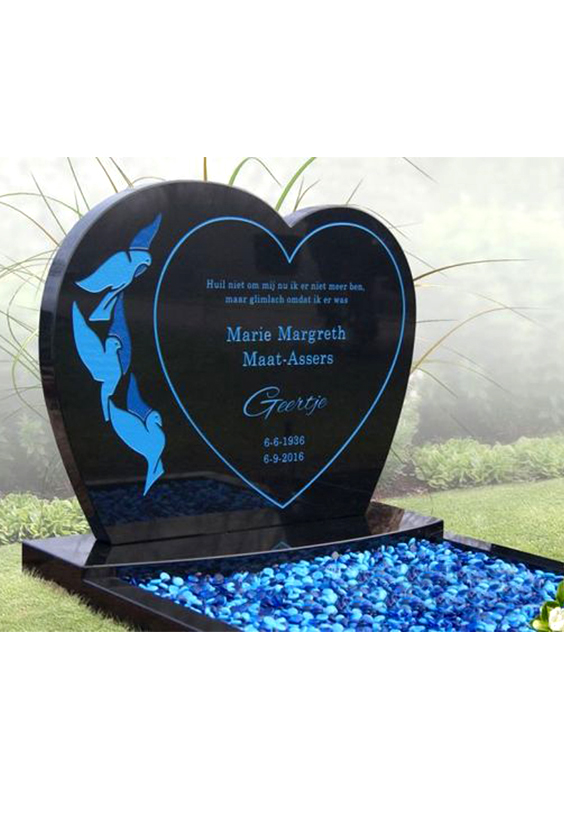 Huil niet om mij nu ik er niet meer ben,
maar glimlach omdat ik er was
Marie Margreth
Maat-Assers
Geertje
6-6-1936
6-9-2016